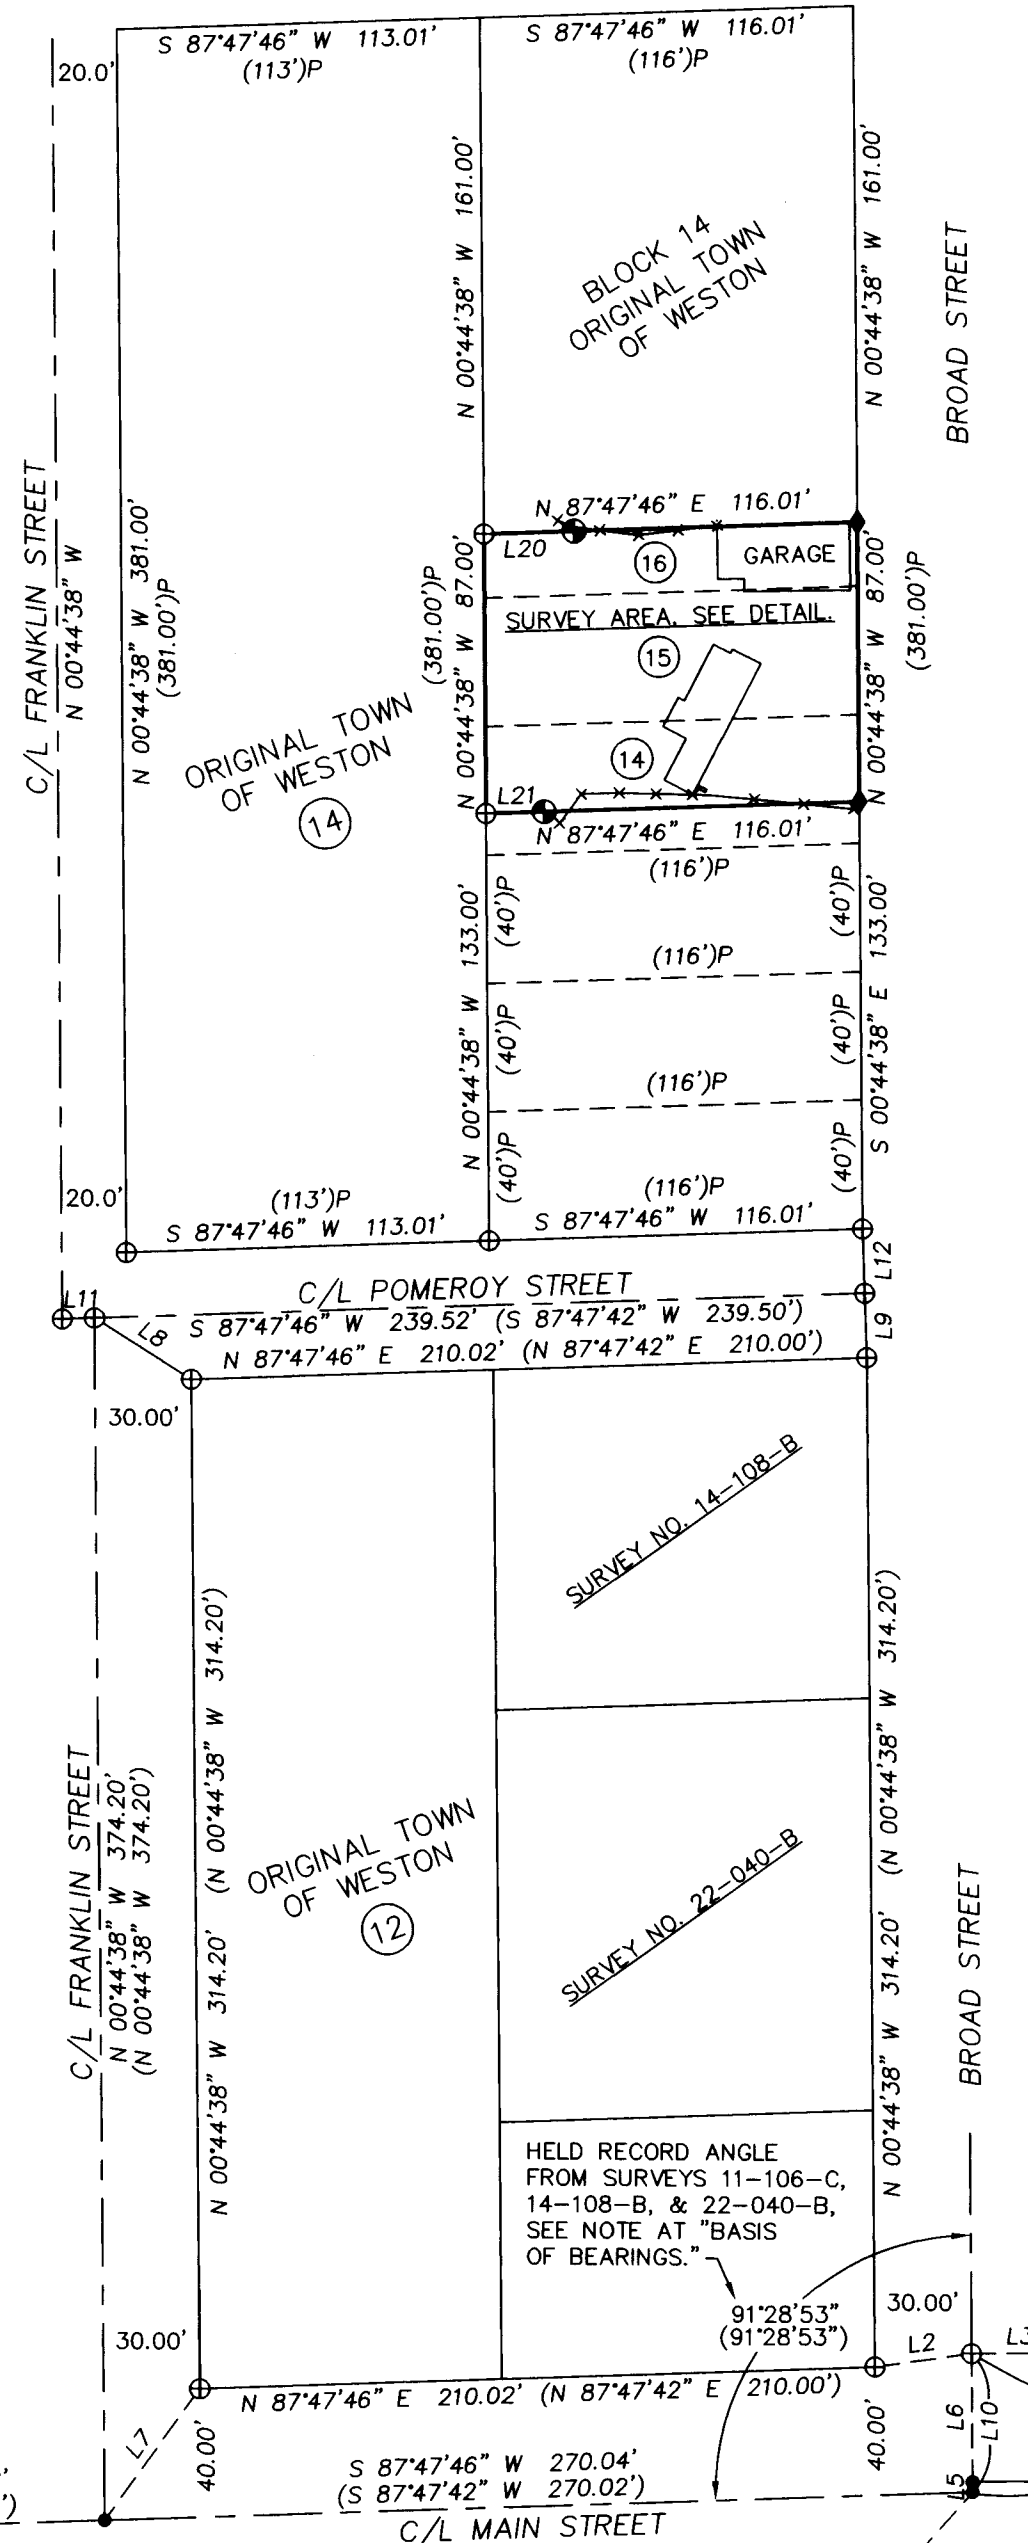 S 87°47'46" W 113.01'
(113')P
S 87°47'46" W 116.01'
(116')P
20.0'
N 00°44'38" W 161.00'
N 00°44'38" W 161.00'
BLOCK 14
ORIGINAL TOWN
OF WESTON
BROAD STREET
C/L FRANKLIN STREET
N 00°44'38" W
N 00°44'38" W 381.00'
(381.00')P
N 87°47'46" E 116.01'
L20
16
GARAGE
(381.00')P
N 00°44'38" W 87.00'
SURVEY AREA. SEE DETAIL.
15
N 00°44'38" W 87.00'
(381.00')P
ORIGINAL TOWN
OF WESTON
14
14
L21
N 87°47'46" E 116.01'
(116')P
(40')P
(40')P
N 00°44'38" W 133.00'
S 00°44'38" E 133.00'
(116')P
(40')P
(40')P
(116')P
(40')P
(40')P
20.0'
(113')P
S 87°47'46" W 113.01'
(116')P
S 87°47'46" W 116.01'
L12
C/L POMEROY STREET
L11
S 87°47'46" W 239.52' (S 87°47'42" W 239.50')
L8
L9
N 87°47'46" E 210.02' (N 87°47'42" E 210.00')
30.00'
SURVEY NO. 14-108-B
N 00°44'38" W 314.20' (N 00°44'38" W 314.20')
N 00°44'38" W 314.20' (N 00°44'38" W 314.20')
C/L FRANKLIN STREET
N 00°44'38" W 374.20'
(N 00°44'38" W 374.20')
ORIGINAL TOWN
OF WESTON
12
SURVEY NO. 22-040-B
BROAD STREET
HELD RECORD ANGLE
FROM SURVEYS 11-106-C,
14-108-B, & 22-040-B,
SEE NOTE AT "BASIS
OF BEARINGS."
91°28'53"
(91°28'53")
30.00'
30.00'
L2
L3
N 87°47'46" E 210.02' (N 87°47'42" E 210.00')
L7
40.00'
40.00'
L6
L10
L5
S 87°47'46" W 270.04'
(S 87°47'42" W 270.02')
C/L MAIN STREET
')